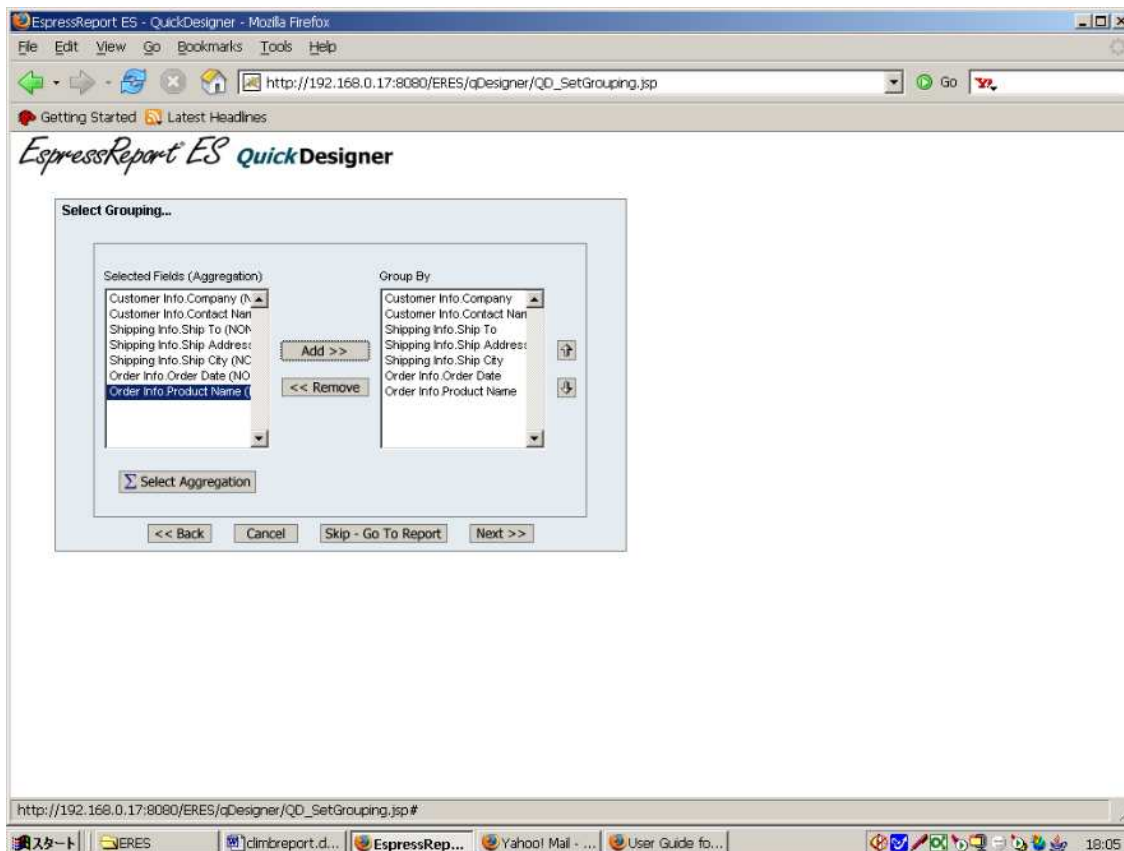 EspressReport ES - QuickDesigner - Mozilla Firefox
File Edit View Go Bookmarks Tools Help
http://192.168.0.17:8080/ERES/qDesigner/QD_SetGrouping.jsp Go
Getting Started Latest Headlines
EspressReport ES QuickDesigner
Select Grouping...
Selected Fields (Aggregation) Group By
Customer Info.Company (N Customer Info.Company
Customer Info.Contact Nam Customer Info.Contact Nan
Shipping Info.Ship To (NON Shipping Info.Ship To
Shipping Info.Ship Address Shipping Info.Ship Address
Shipping Info.Ship City (NO Shipping Info.Ship City
Order Info.Order Date (NO Order Info.Order Date
Order Info.Product Name ( Order Info.Product Name
Add >>
<< Remove
Σ Select Aggregation
<< Back Cancel Skip - Go To Report Next >>
http://192.168.0.17:8080/ERES/qDesigner/QD_SetGrouping.jsp#
スタート ERES climbreport.d... EspressRep... Yahoo! Mail - ... User Guide fo... 18:05